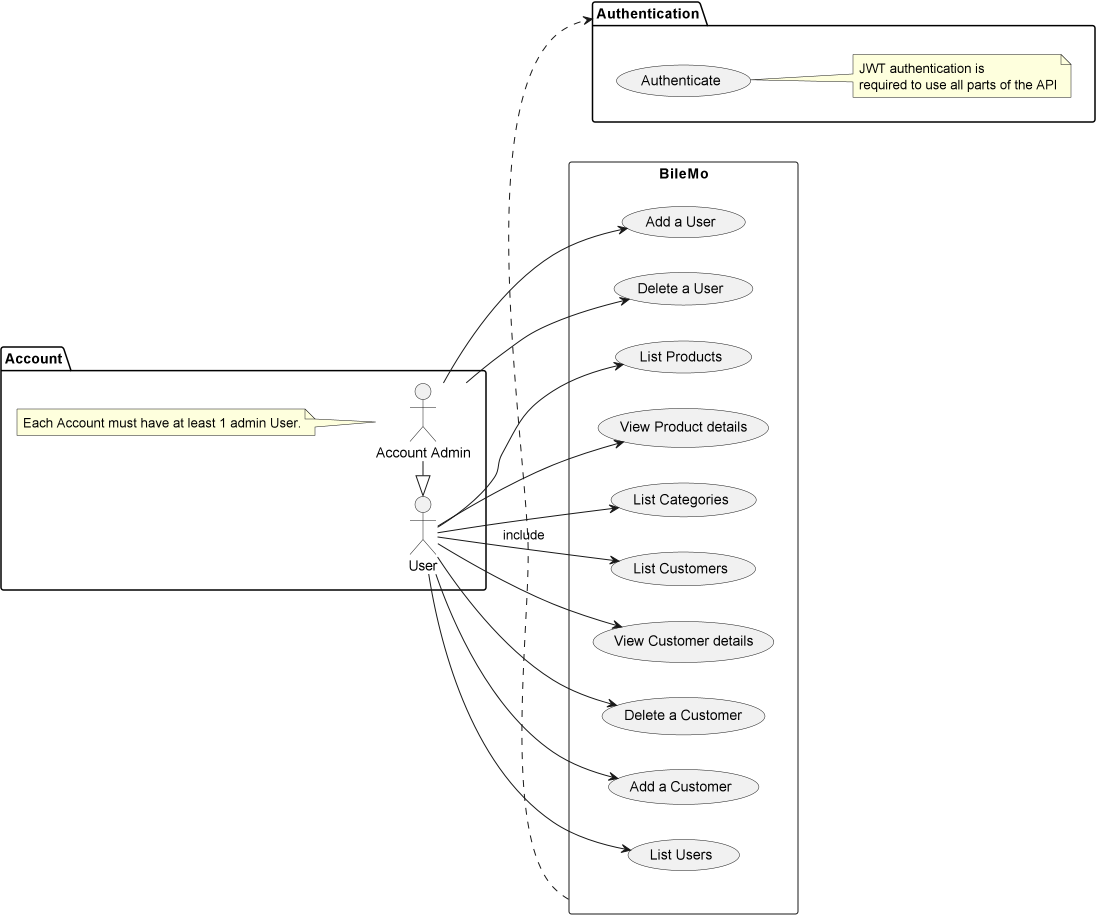 Authentication
Authenticate
JWT authentication is
required to use all parts of the API
BileMo
Add a User
Delete a User
List Products
Account
Each Account must have at least 1 admin User.
Account Admin
View Product details
List Categories
include
User
List Customers
View Customer details
Delete a Customer
Add a Customer
List Users